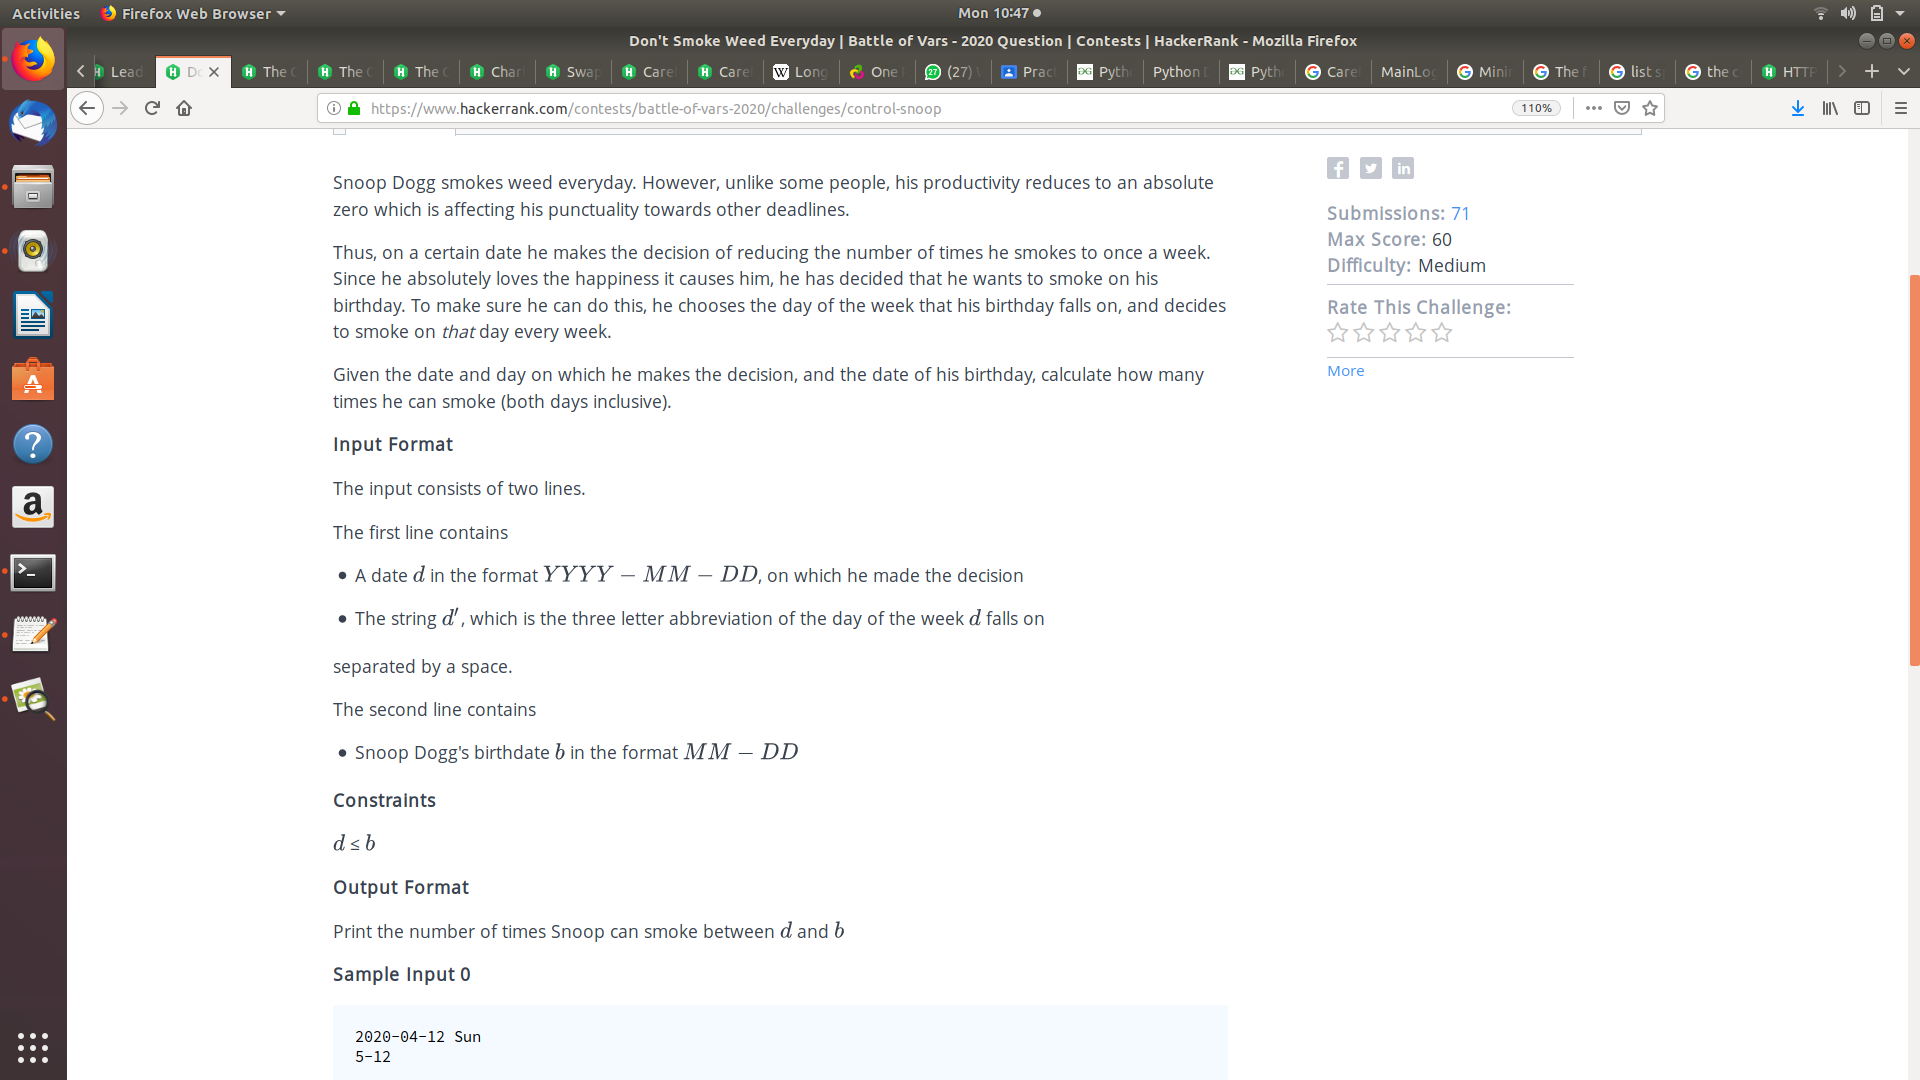 Activities
Firefox Web Browser
Mon 10:47
Don't Smoke Weed Everyday | Battle of Vars - 2020 Question | Contests | HackerRank - Mozilla Firefox
Lead
The
The
The
Char
Swap
Care
Care
Long
One
(27)
Prac
Pyth
Python
Pyth
Care
MainLo
Mini
The f
list s
the c
HTTP
https://www.hackerrank.com/contests/battle-of-vars-2020/challenges/control-snoop
110%
Snoop Dogg smokes weed everyday. However, unlike some people, his productivity reduces to an absolute
zero which is affecting his punctuality towards other deadlines.
Thus, on a certain date he makes the decision of reducing the number of times he smokes to once a week.
Since he absolutely loves the happiness it causes him, he has decided that he wants to smoke on his
birthday. To make sure he can do this, he chooses the day of the week that his birthday falls on, and decides
to smoke on that day every week.
Given the date and day on which he makes the decision, and the date of his birthday, calculate how many
times he can smoke (both days inclusive).
Input Format
The input consists of two lines.
The first line contains
• A date d in the format YYYY − MM − DD, on which he made the decision
• The string d′, which is the three letter abbreviation of the day of the week d falls on
separated by a space.
The second line contains
• Snoop Dogg's birthdate b in the format MM − DD
Constraints
d ≤ b
Output Format
Print the number of times Snoop can smoke between d and b
Sample Input 0
2020-04-12 Sun
5-12
Submissions: 71
Max Score: 60
Difficulty: Medium
Rate This Challenge:
More